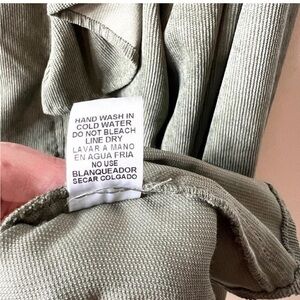 HAND WASH IN
COLD WATER
DO NOT BLEACH
LINE DRY
LAVAR A MANO
EN AGUA FRIA
NO USE
BLANQUEADOR
SECAR COLGADO